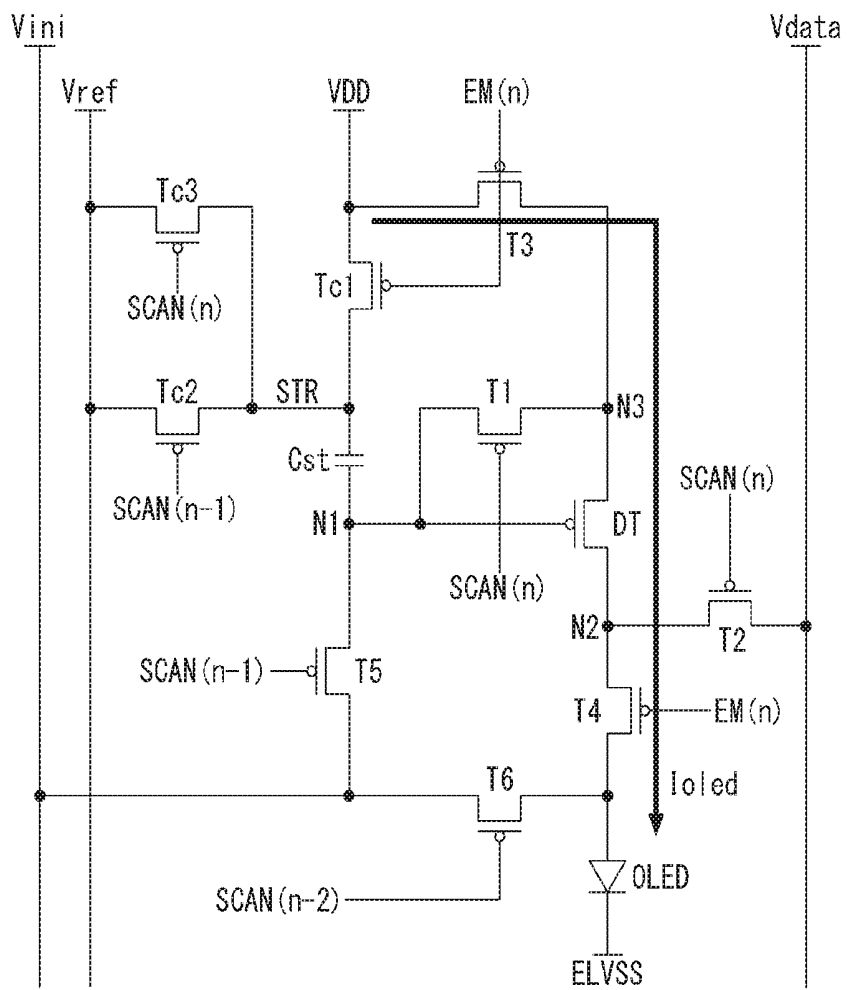 Vini
Vdata
Vref
VDD
EM(n)
Tc3
T3
SCAN(n)
Tc1
Tc2
STR
T1
N3
Cst
SCAN(n-1)
SCAN(n)
N1
DT
SCAN(n)
N2
T2
SCAN(n-1)
T5
T4
EM(n)
T6
Ioled
SCAN(n-2)
OLED
ELVSS